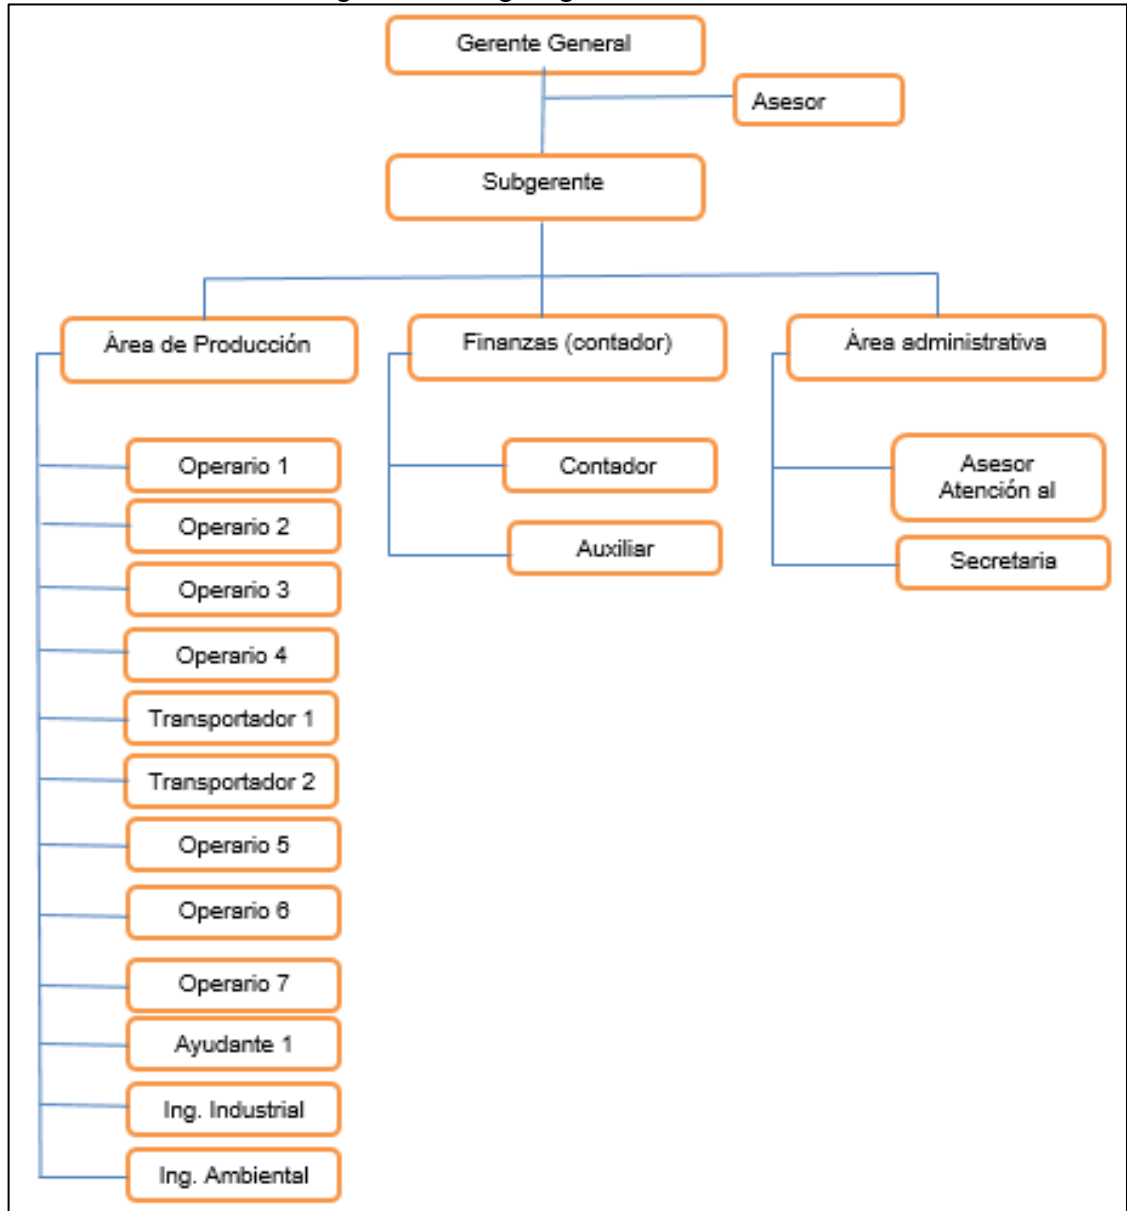 Gerente General
Asesor
Subgerente
Área de Producción
Finanzas (contador)
Área administrativa
Operario 1
Operario 2
Operario 3
Operario 4
Transportador 1
Transportador 2
Operario 5
Operario 6
Operario 7
Ayudante 1
Ing. Industrial
Ing. Ambiental
Contador
Auxiliar
Asesor
Atención al
Secretaria